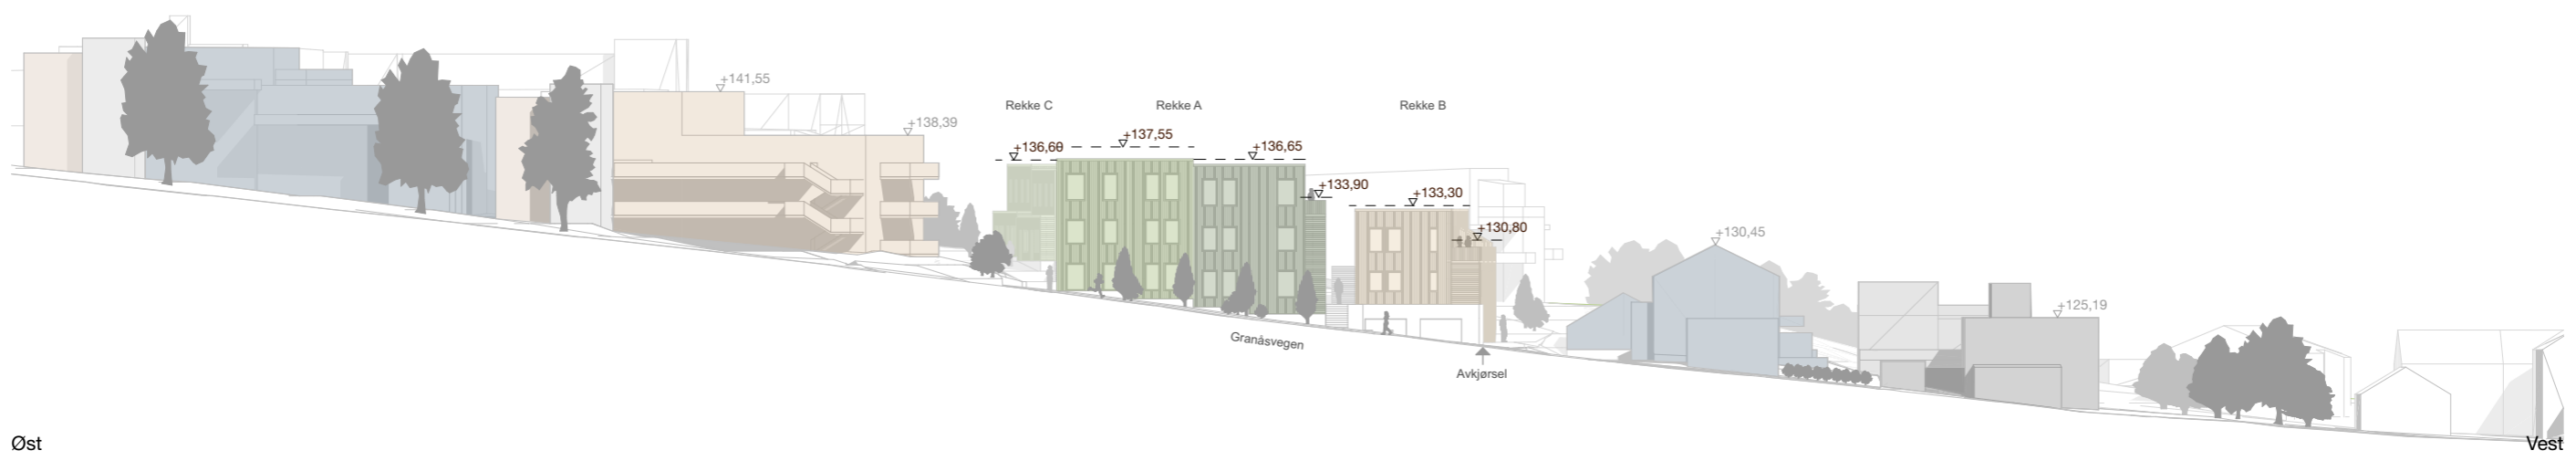 +141,55
+138,39
Rekke C
Rekke A
Rekke B
+136,60
+137,55
+136,65
+133,90
+133,30
+130,80
+130,45
+125,19
Granåsvegen
Avkjørsel
Øst
Vest